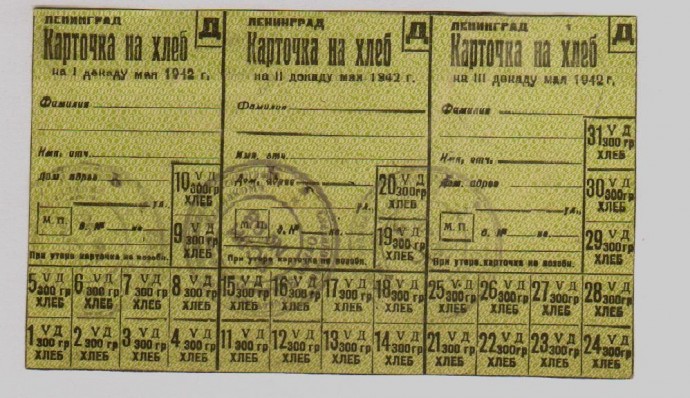 ЛЕНИНГРАД Д
Карточка на хлеб
на I декаду мая 1942 г.
Фамилия
Имя, отч.
Дом. адрес
ул.
М.П. д. № кв.
При утере карточка не возобн.
10 V Д 300 гр ХЛЕБ
9 V Д 300 гр ХЛЕБ
5 V Д 300 гр ХЛЕБ
6 V Д 300 гр ХЛЕБ
7 V Д 300 гр ХЛЕБ
8 V Д 300 гр ХЛЕБ
1 V Д 300 гр ХЛЕБ
2 V Д 300 гр ХЛЕБ
3 V Д 300 гр ХЛЕБ
4 V Д 300 гр ХЛЕБ
ЛЕНИНГРАД Д
Карточка на хлеб
на II декаду мая 1942 г.
Фамилия
Имя, отч.
Дом. адрес
ул.
М.П. д. № кв.
При утере карточка не возобн.
20 V Д 300 гр ХЛЕБ
19 V Д 300 гр ХЛЕБ
15 V Д 300 гр ХЛЕБ
16 V Д 300 гр ХЛЕБ
17 V Д 300 гр ХЛЕБ
18 V Д 300 гр ХЛЕБ
11 V Д 300 гр ХЛЕБ
12 V Д 300 гр ХЛЕБ
13 V Д 300 гр ХЛЕБ
14 V Д 300 гр ХЛЕБ
ЛЕНИНГРАД Д
Карточка на хлеб
на III декаду мая 1942 г.
Фамилия
Имя, отч.
Дом. адрес
ул.
М.П. д. № кв.
При утере карточка не возобн.
31 V Д 300 гр ХЛЕБ
30 V Д 300 гр ХЛЕБ
29 V Д 300 гр ХЛЕБ
25 V Д 300 гр ХЛЕБ
26 V Д 300 гр ХЛЕБ
27 V Д 300 гр ХЛЕБ
28 V Д 300 гр ХЛЕБ
21 V Д 300 гр ХЛЕБ
22 V Д 300 гр ХЛЕБ
23 V Д 300 гр ХЛЕБ
24 V Д 300 гр ХЛЕБ